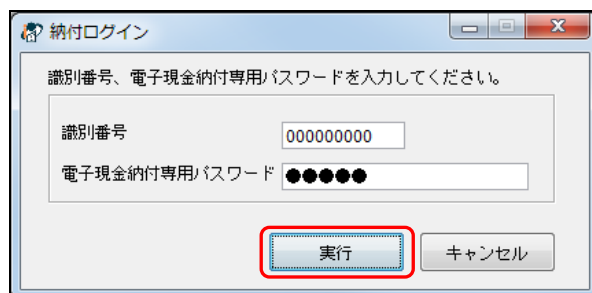 納付ログイン
識別番号、電子現金納付専用パスワードを入力してください。
識別番号 000000000
電子現金納付専用パスワード ●●●●●
実行 キャンセル